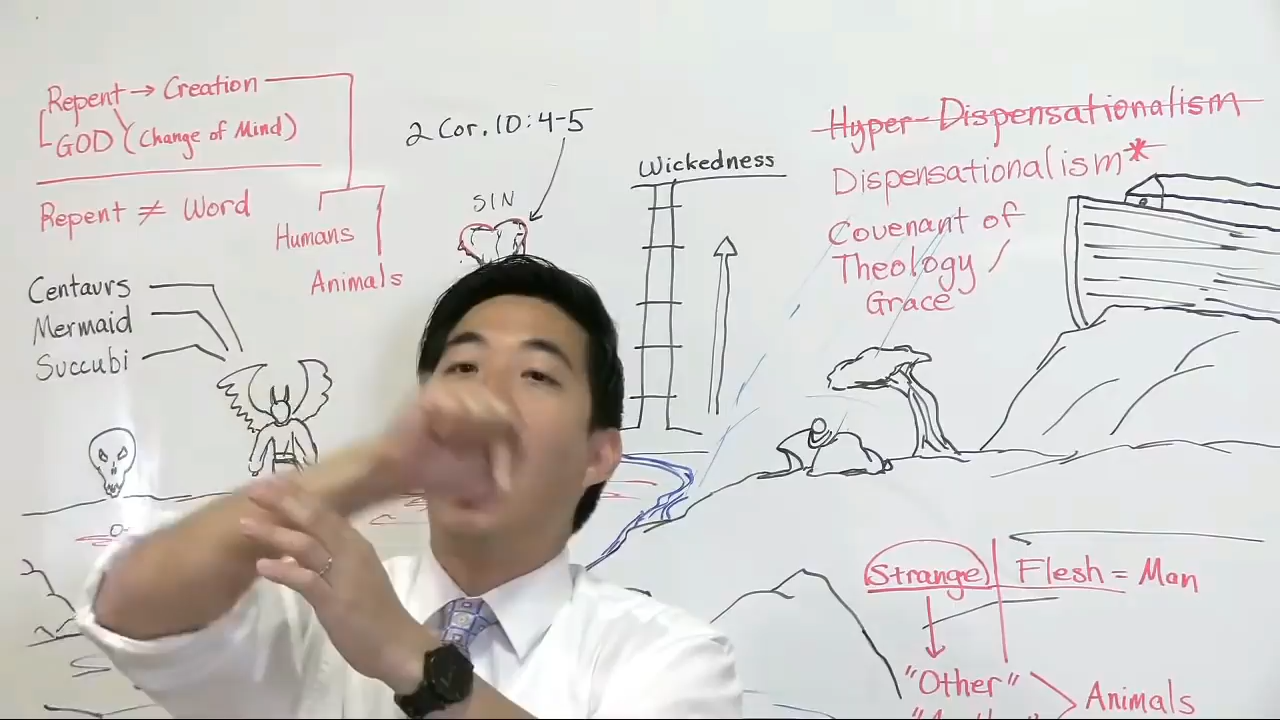 Repent → Creation
GOD (Change of Mind)
Repent ≠ Word
Humans
Animals
Centaurs
Mermaid
Succubi
2 Cor. 10:4-5
SIN
Wickedness
Hyper-Dispensationalism
Dispensationalism*
Covenant of
Theology /
Grace
Strange Flesh = Man
"Other"
Animals